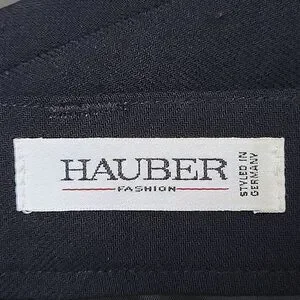 HAUBER
FASHION
STYLED IN
GERMANY